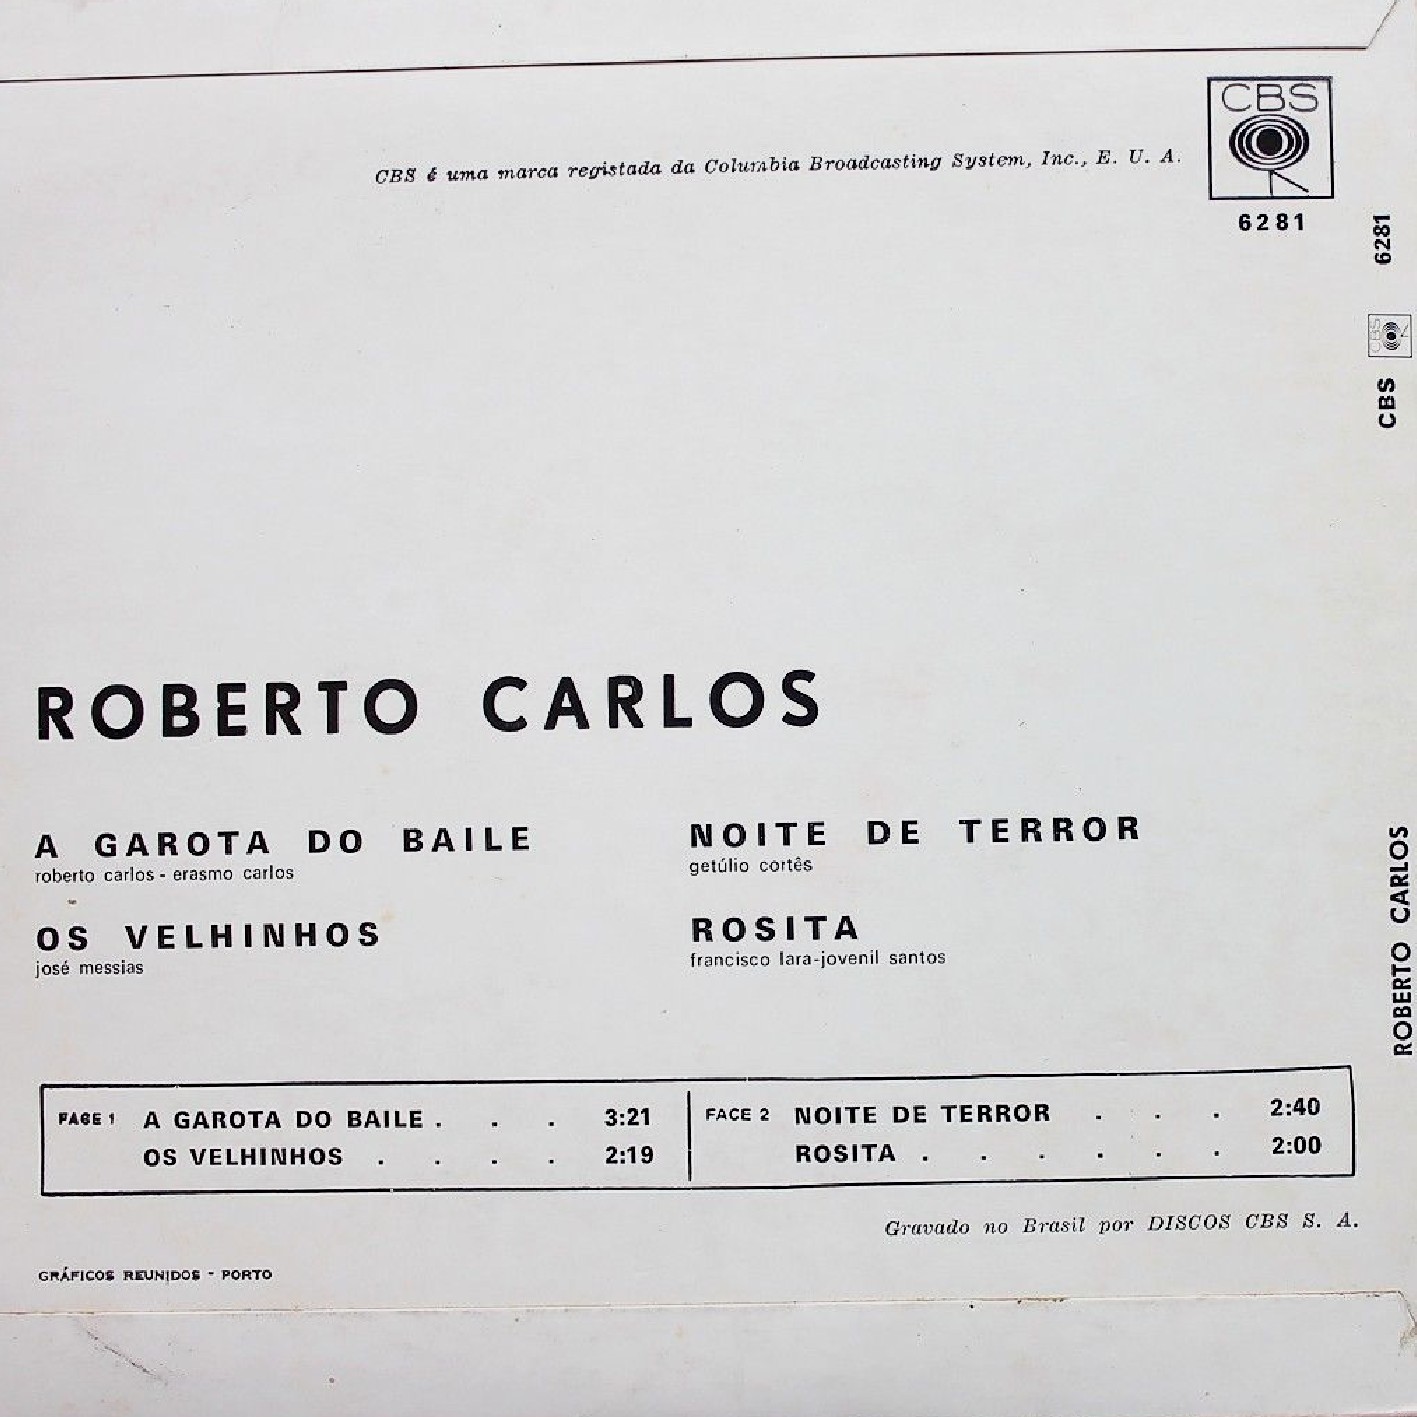 CBS
CBS é uma marca registada da Columbia Broadcasting System, Inc., E. U. A.
6281
6281
CBS
CBS
ROBERTO CARLOS
ROBERTO CARLOS
A GAROTA DO BAILE
roberto carlos - erasmo carlos
OS VELHINHOS
josé messias
NOITE DE TERROR
getúlio cortês
ROSITA
francisco lara-jovenil santos
FACE 1 A GAROTA DO BAILE . . . 3:21
OS VELHINHOS . . . . 2:19
FACE 2 NOITE DE TERROR . . . 2:40
ROSITA . . . . . . 2:00
Gravado no Brasil por DISCOS CBS S. A.
GRÁFICOS REUNIDOS - PORTO